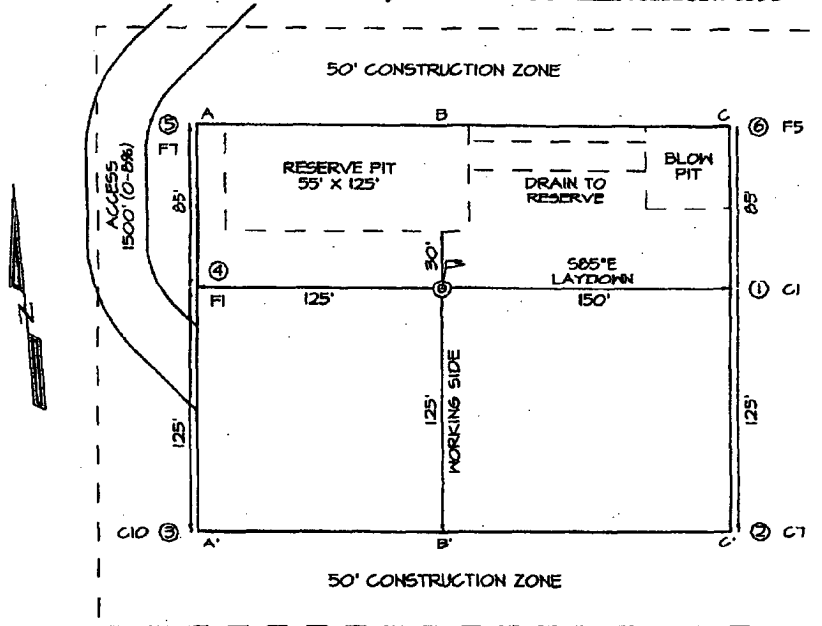 50' CONSTRUCTION ZONE
A B C
⑤ ⑥ F5
F7
RESERVE PIT
55' X 125'
BLOW
PIT
DRAIN TO
RESERVE
ACCESS
1500' (0-8%)
85'
85'
30'
④
S85°E
LAYDOWN
F1 125' 150' ① C1
N
125'
125'
WORKING SIDE
125'
C10 ③ A' B' C' ② C7
50' CONSTRUCTION ZONE